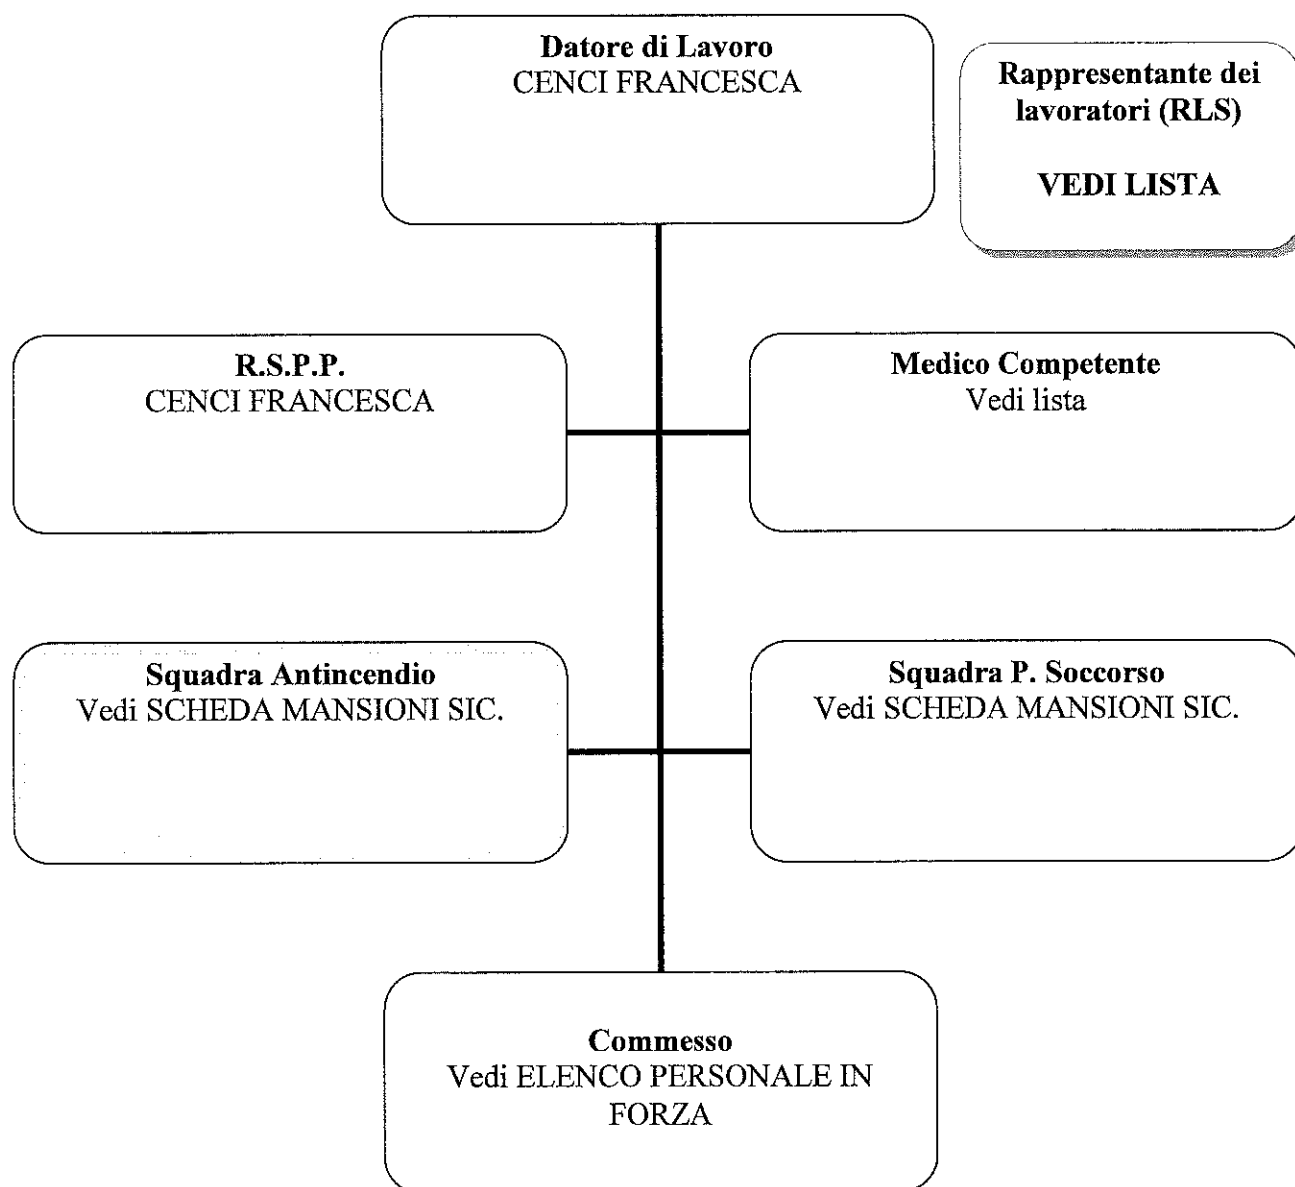 Datore di Lavoro
CENCI FRANCESCA
Rappresentante dei
lavoratori (RLS)
VEDI LISTA
R.S.P.P.
CENCI FRANCESCA
Medico Competente
Vedi lista
Squadra Antincendio
Vedi SCHEDA MANSIONI SIC.
Squadra P. Soccorso
Vedi SCHEDA MANSIONI SIC.
Commesso
Vedi ELENCO PERSONALE IN
FORZA